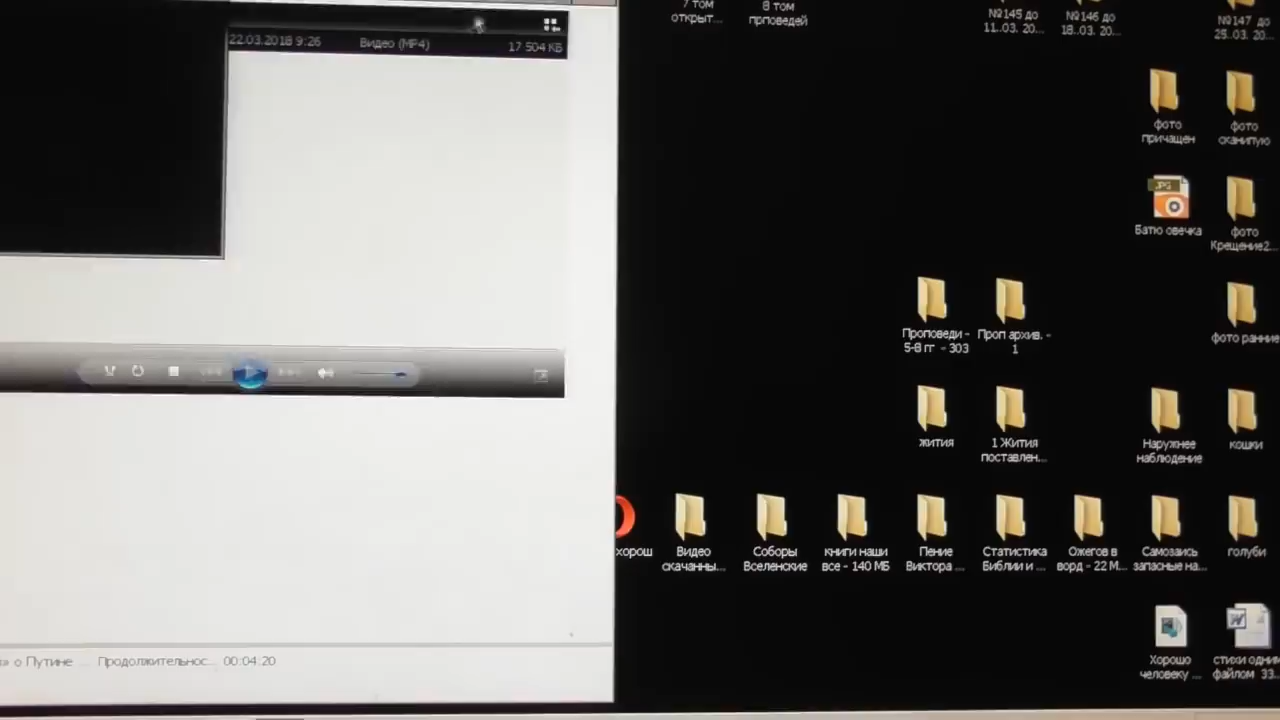 22.03.2018 9:26 Видео (MP4) 17 504 КБ
о Путине ... Продолжительнос... 00:04:20
7 том
открыт...
8 том
прповедей
№145 до
11..03. 20...
№146 до
18.03. 20...
№147 до
25.03. 20...
фото
причащен
фото
сканипую
JPG
Батю овечка
фото
Крещение2...
Проповеди -
5-8 гг - 303
Проп архив. -
1
фото ранние
жития
1 Жития
поставлен...
Наружнее
наблюдение
кошки
хорош
Видео
скачанны...
Соборы
Вселенские
книги наши
все - 140 МБ
Пение
Виктора ...
Статистика
Библии и ...
Ожегов в
ворд - 22 М...
Самозаись
запасные на...
голуби
Хорошо
человеку ...
стихи одним
файлом 33...